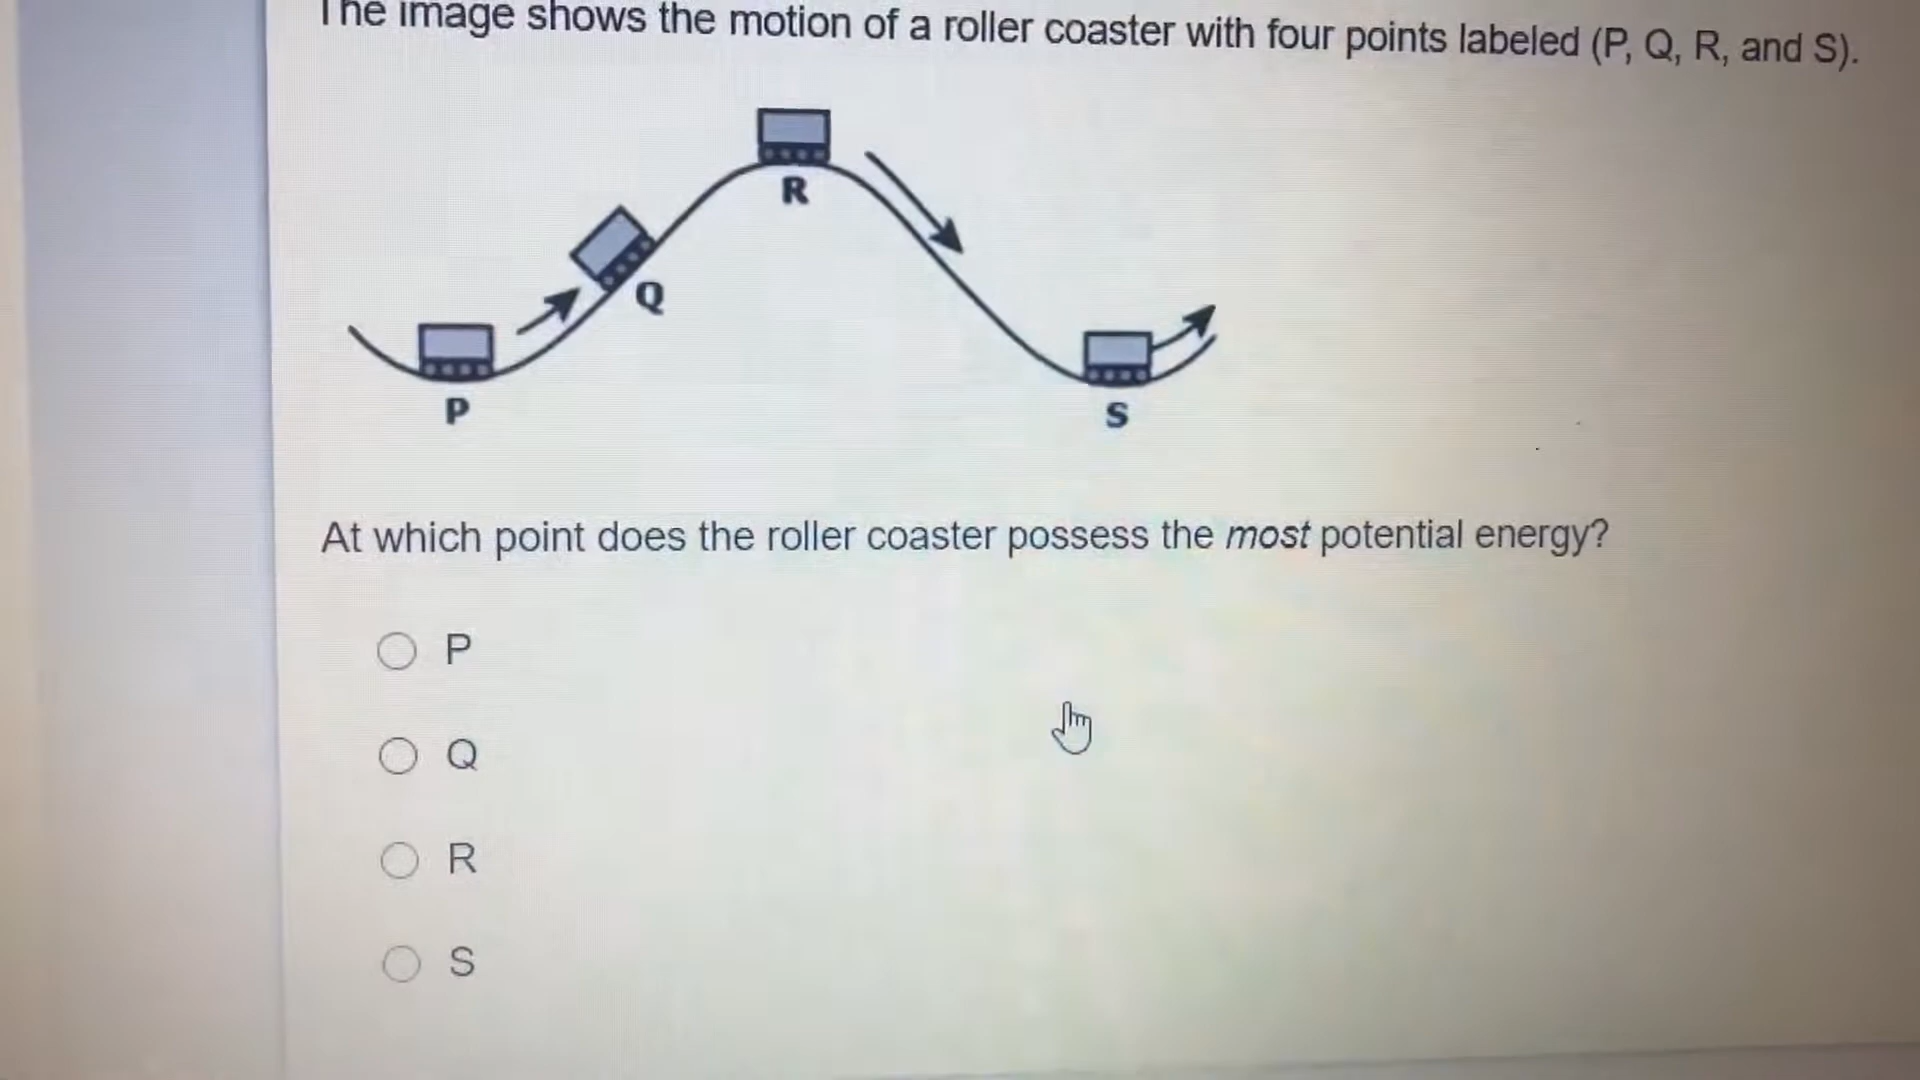 The image shows the motion of a roller coaster with four points labeled (P, Q, R, and S).
R
Q
P
S
At which point does the roller coaster possess the most potential energy?
P
Q
R
S